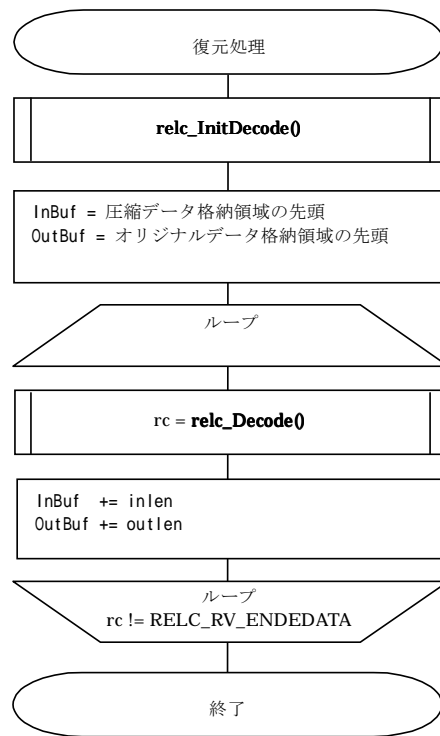 復元処理
relc_InitDecode()
InBuf = 圧縮データ格納領域の先頭
OutBuf = オリジナルデータ格納領域の先頭
ループ
rc = relc_Decode()
InBuf += inlen
OutBuf += outlen
ループ
rc != RELC_RV_ENDEDATA
終了